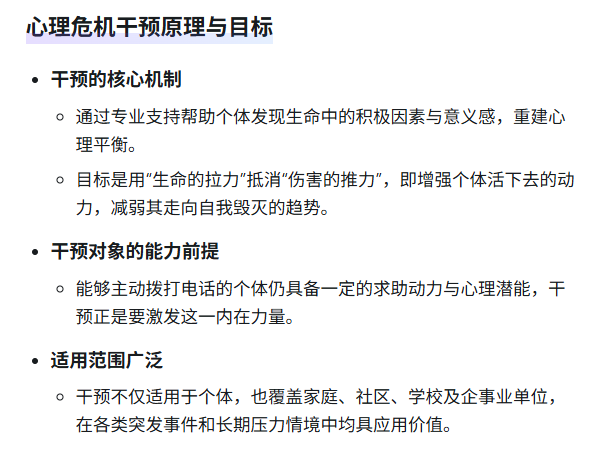 心理危机干预原理与目标
干预的核心机制
通过专业支持帮助个体发现生命中的积极因素与意义感，重建心
理平衡。
目标是用“生命的拉力”抵消“伤害的推力”，即增强个体活下去的动
力，减弱其走向自我毁灭的趋势。
干预对象的能力前提
能够主动拨打电话的个体仍具备一定的求助动力与心理潜能，干
预正是要激发这一内在力量。
适用范围广泛
干预不仅适用于个体，也覆盖家庭、社区、学校及企事业单位，
在各类突发事件和长期压力情境中均具应用价值。